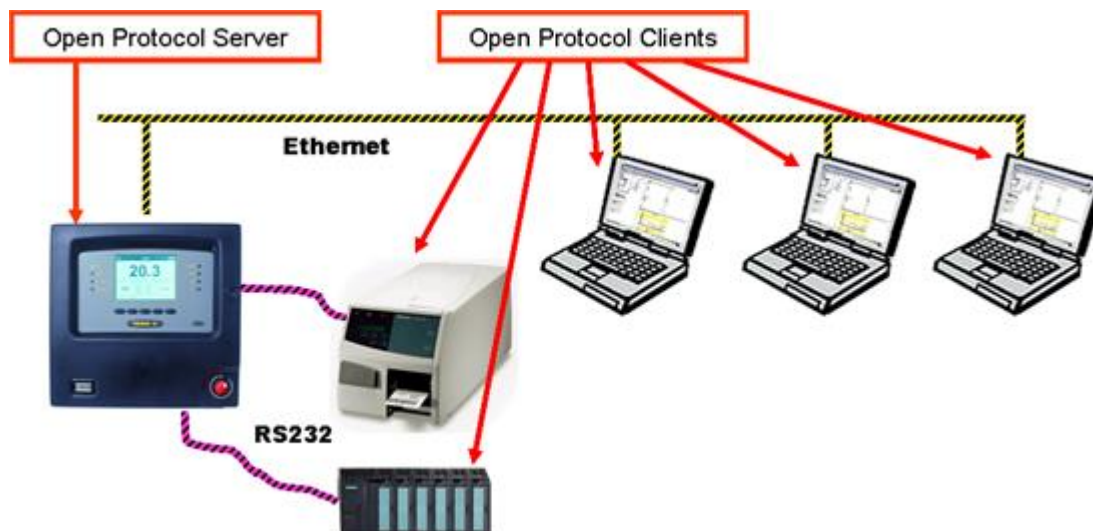 Open Protocol Server
Open Protocol Clients
Ethernet
20.3
RS232